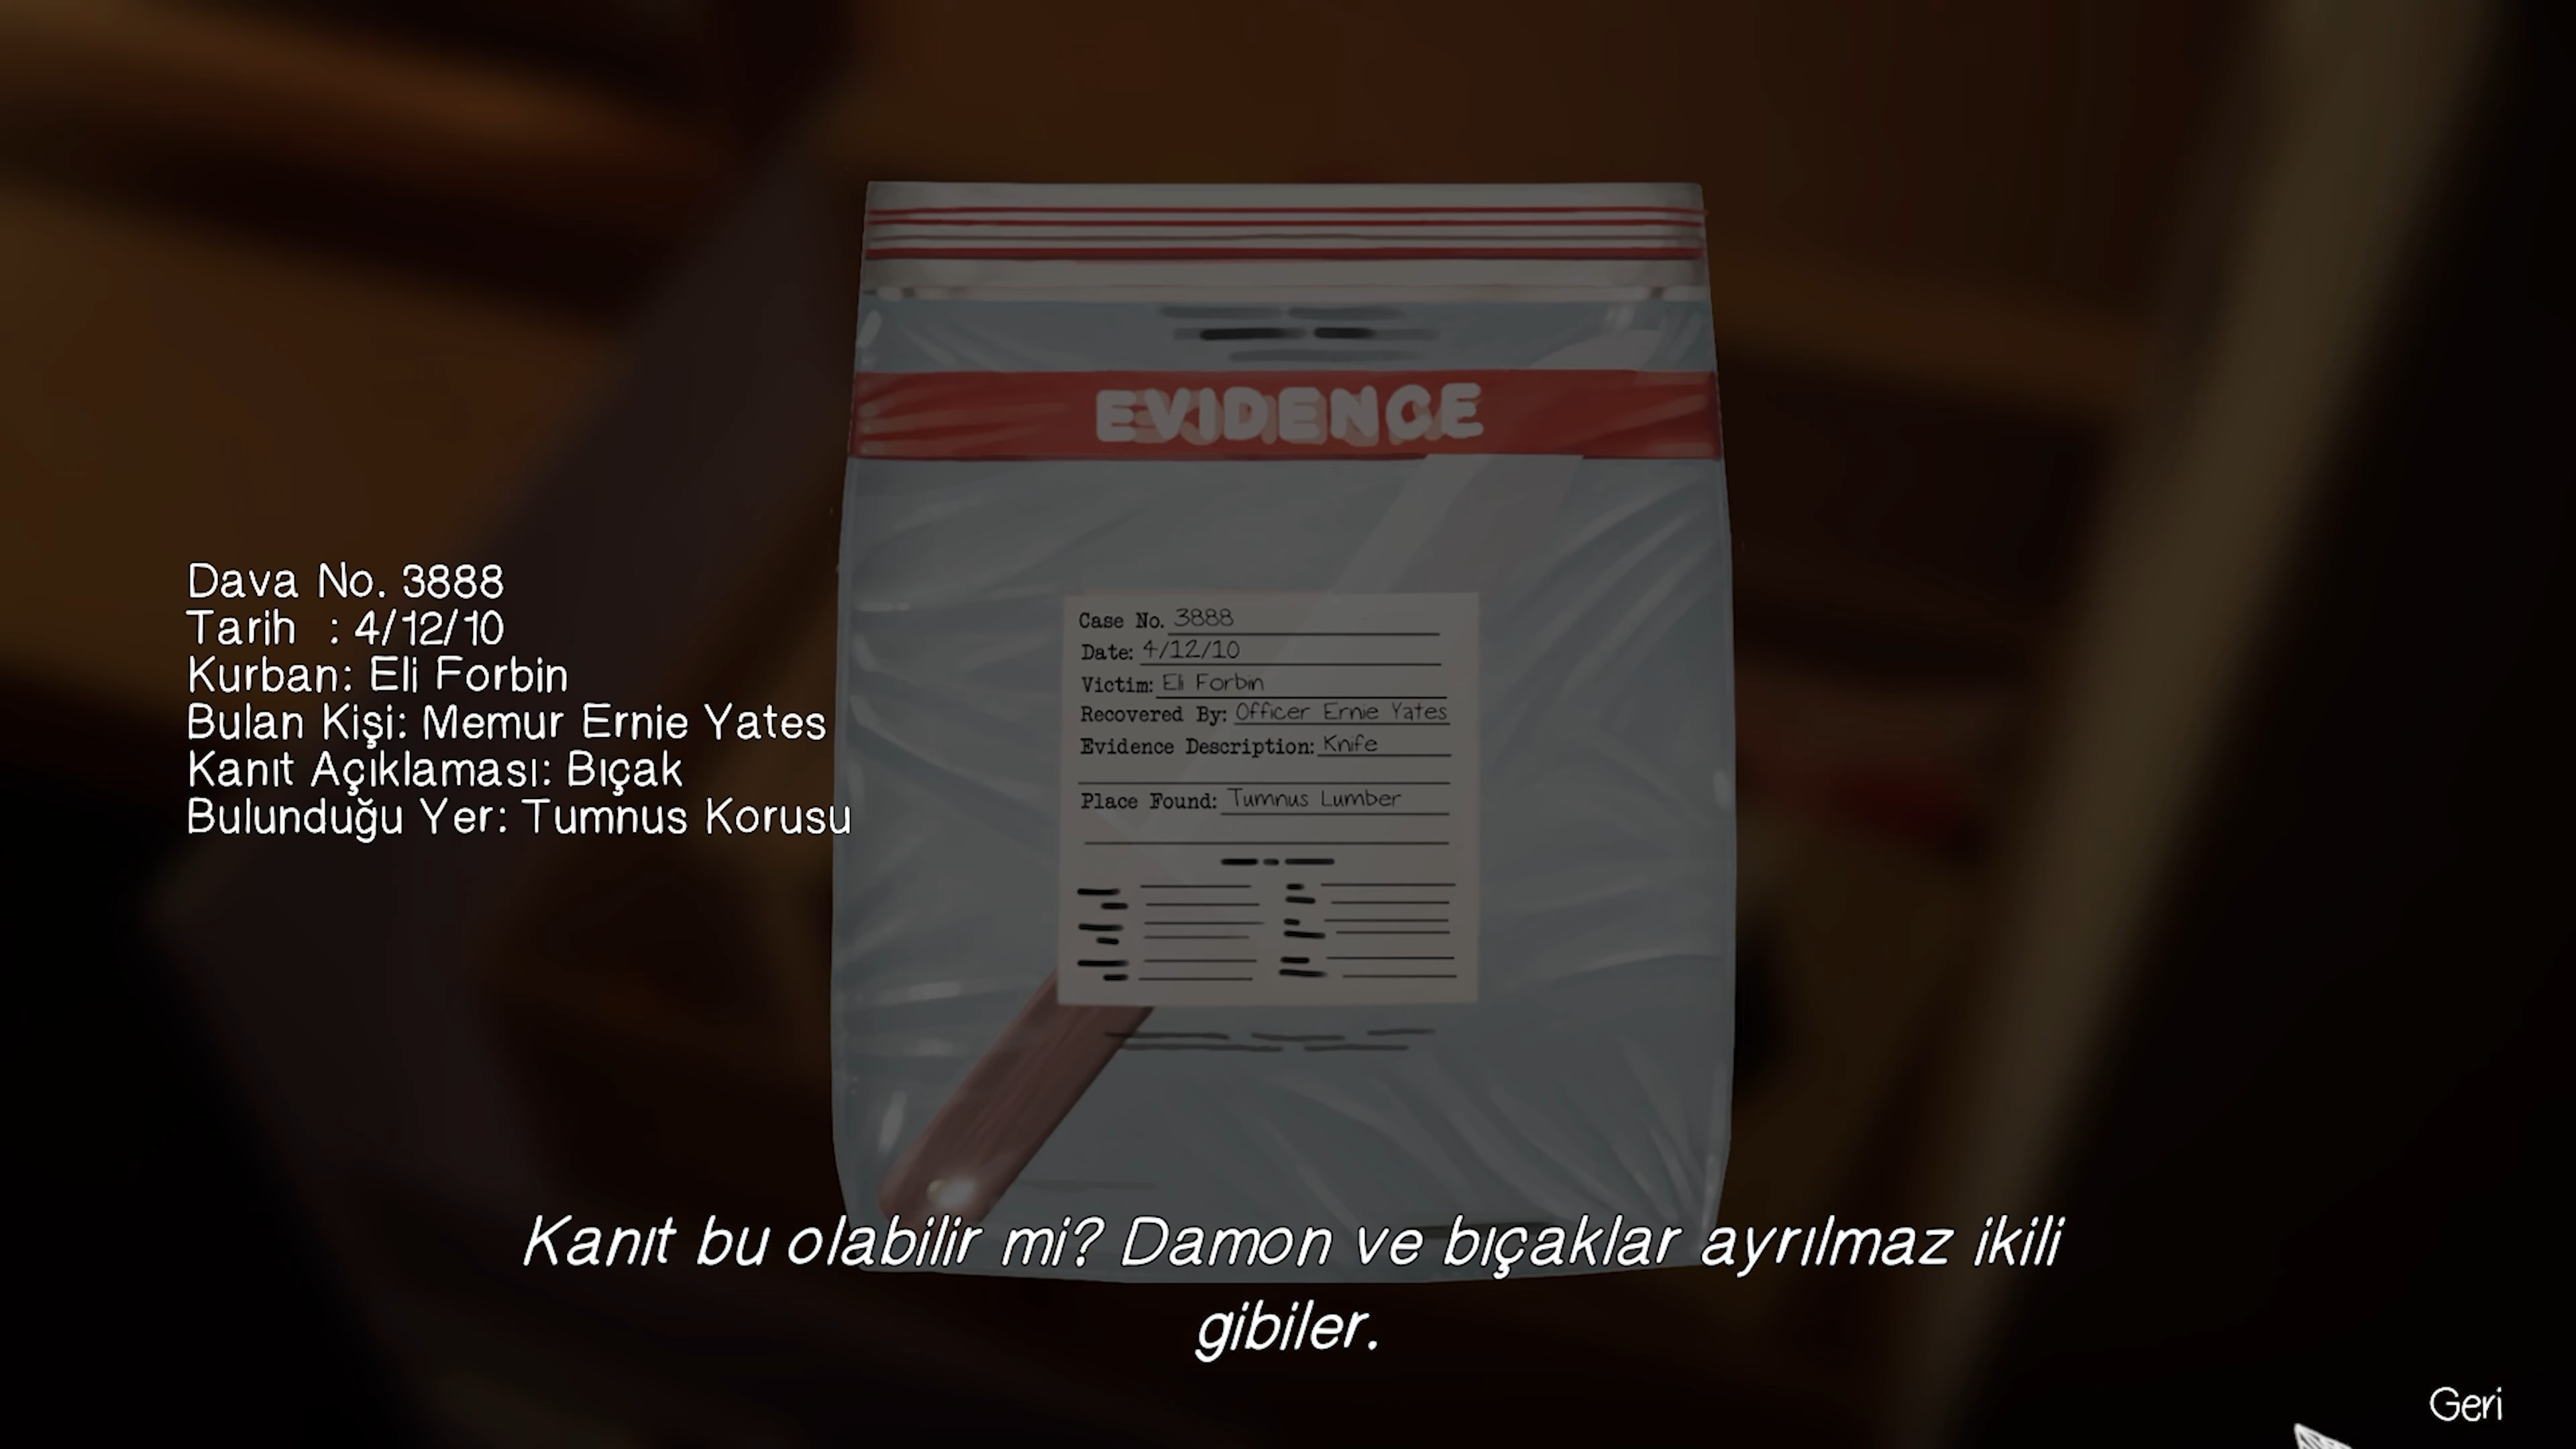 EVIDENCE
Case No. 3888
Date: 4/12/10
Victim: Eli Forbin
Recovered By: Officer Ernie Yates
Evidence Description: Knife
Place Found: Tumnus Lumber
Dava No. 3888
Tarih : 4/12/10
Kurban: Eli Forbin
Bulan Kişi: Memur Ernie Yates
Kanıt Açıklaması: Bıçak
Bulunduğu Yer: Tumnus Korusu
Kanıt bu olabilir mi? Damon ve bıçaklar ayrılmaz ikili
gibiler.
Geri